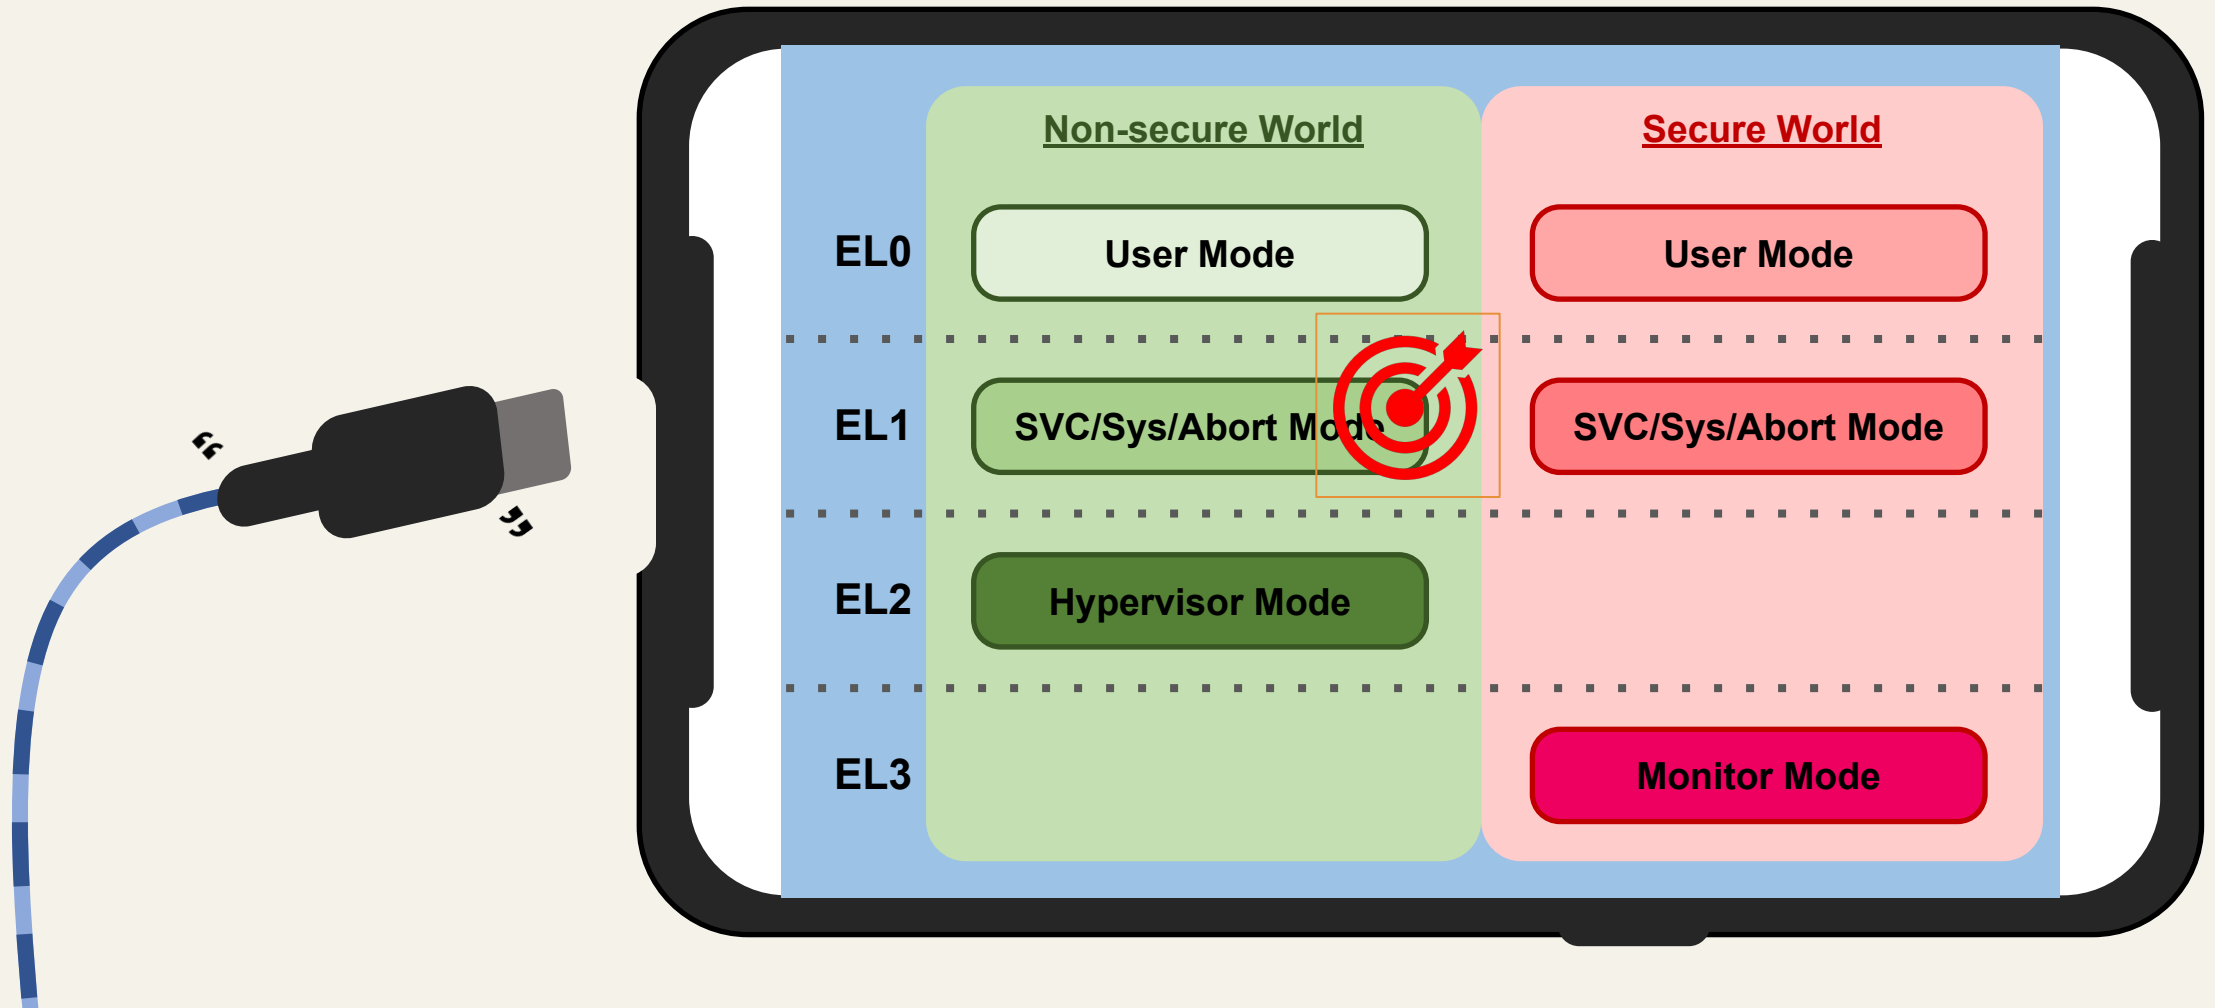 Non-secure World
Secure World
EL0
User Mode
User Mode
EL1
SVC/Sys/Abort Mode
SVC/Sys/Abort Mode
EL2
Hypervisor Mode
EL3
Monitor Mode
“
”